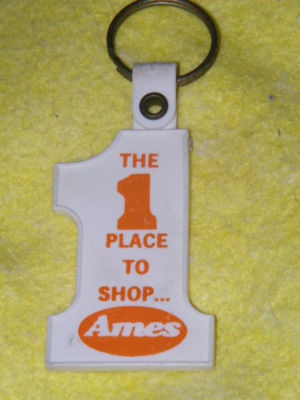 THE
1
PLACE
TO
SHOP...
Ames